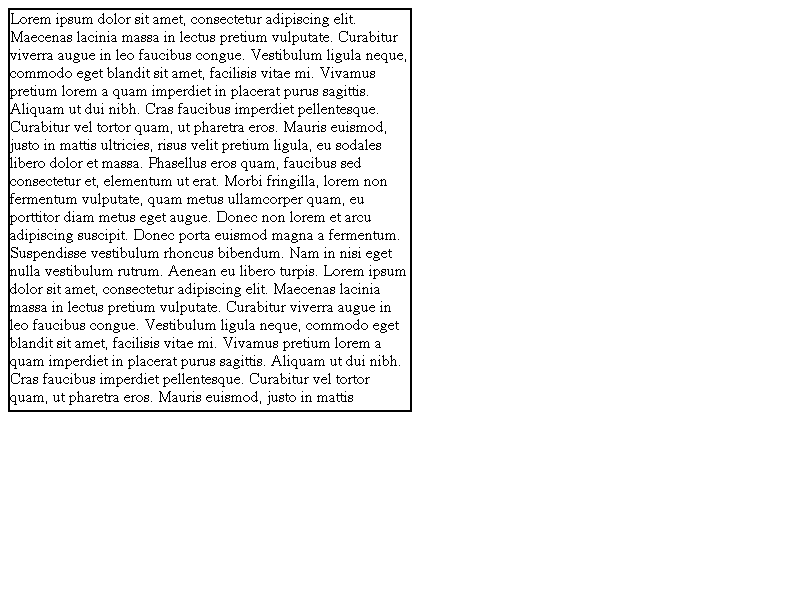 Lorem ipsum dolor sit amet, consectetur adipiscing elit.
Maecenas lacinia massa in lectus pretium vulputate. Curabitur
viverra augue in leo faucibus congue. Vestibulum ligula neque,
commodo eget blandit sit amet, facilisis vitae mi. Vivamus
pretium lorem a quam imperdiet in placerat purus sagittis.
Aliquam ut dui nibh. Cras faucibus imperdiet pellentesque.
Curabitur vel tortor quam, ut pharetra eros. Mauris euismod,
justo in mattis ultricies, risus velit pretium ligula, eu sodales
libero dolor et massa. Phasellus eros quam, faucibus sed
consectetur et, elementum ut erat. Morbi fringilla, lorem non
fermentum vulputate, quam metus ullamcorper quam, eu
porttitor diam metus eget augue. Donec non lorem et arcu
adipiscing suscipit. Donec porta euismod magna a fermentum.
Suspendisse vestibulum rhoncus bibendum. Nam in nisi eget
nulla vestibulum rutrum. Aenean eu libero turpis. Lorem ipsum
dolor sit amet, consectetur adipiscing elit. Maecenas lacinia
massa in lectus pretium vulputate. Curabitur viverra augue in
leo faucibus congue. Vestibulum ligula neque, commodo eget
blandit sit amet, facilisis vitae mi. Vivamus pretium lorem a
quam imperdiet in placerat purus sagittis. Aliquam ut dui nibh.
Cras faucibus imperdiet pellentesque. Curabitur vel tortor
quam, ut pharetra eros. Mauris euismod, justo in mattis